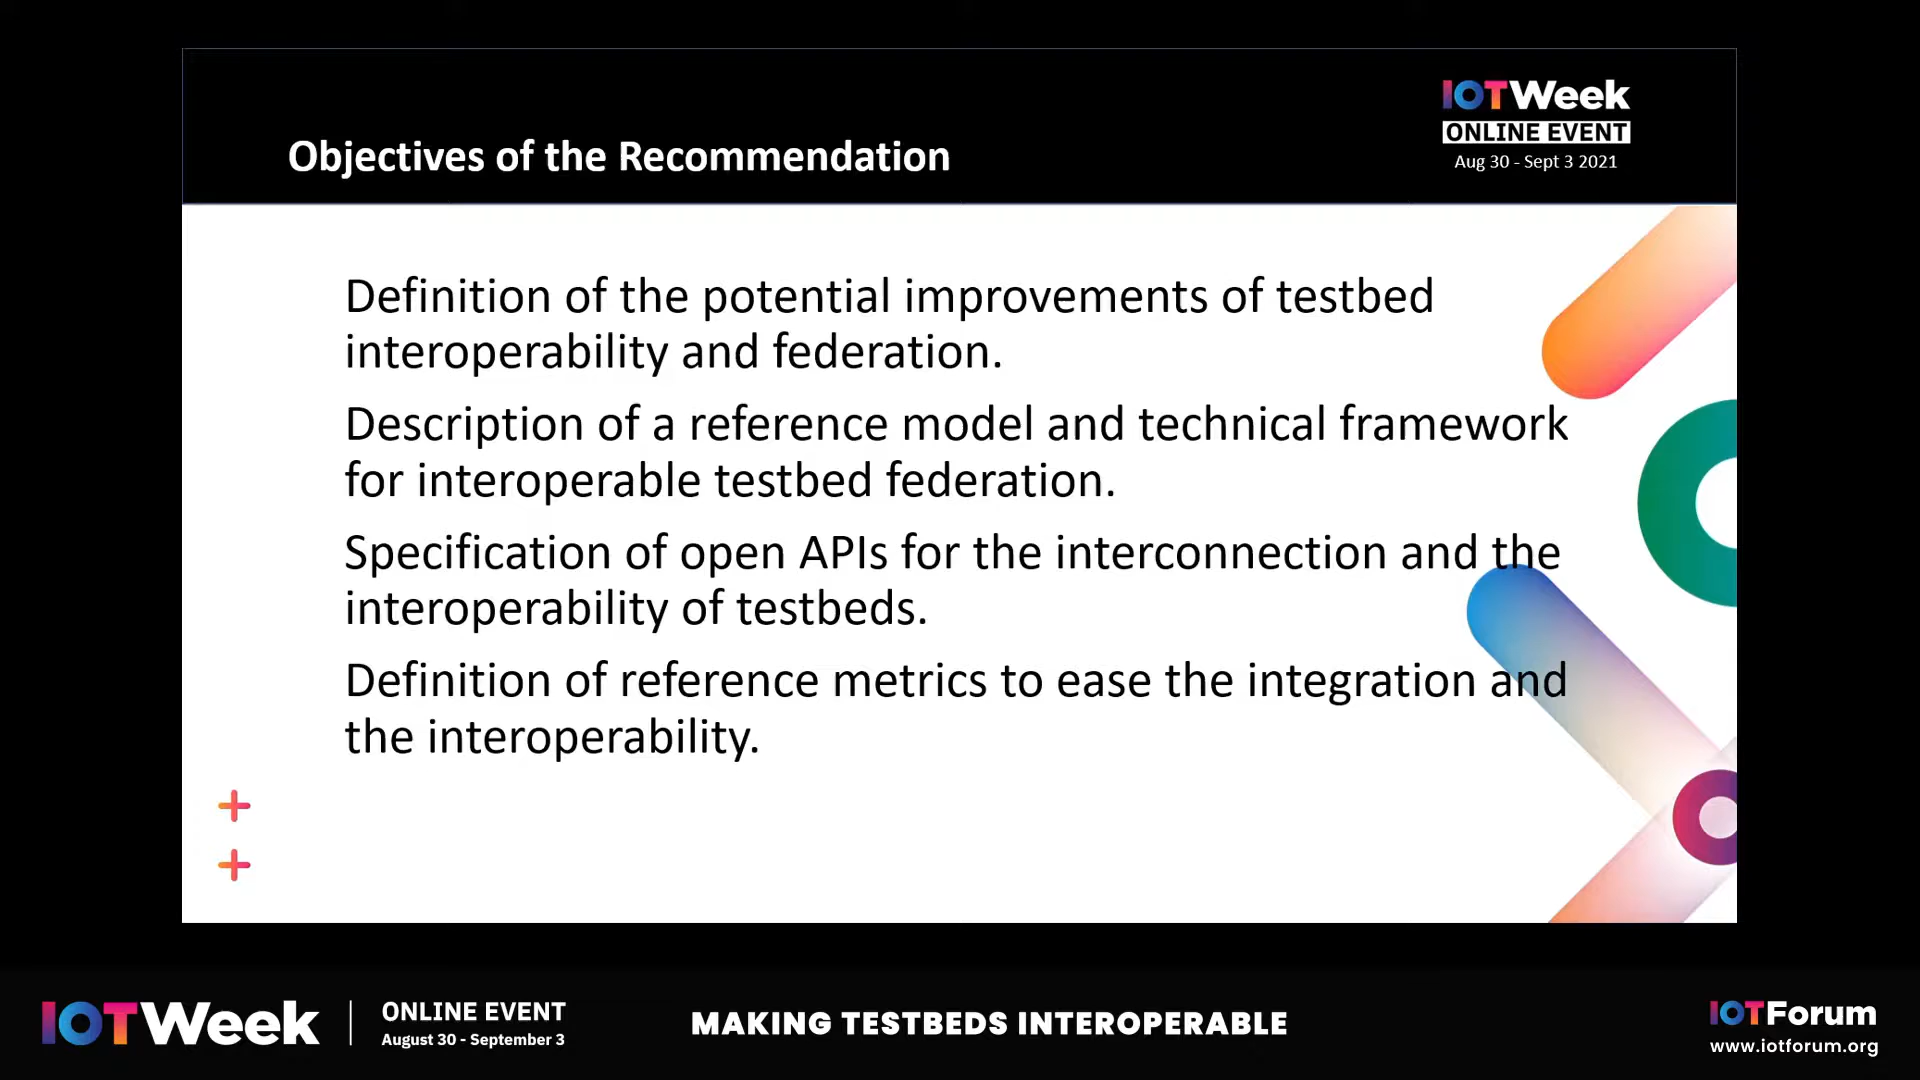 IOTWeek
ONLINE EVENT
Aug 30 - Sept 3 2021
Objectives of the Recommendation
Definition of the potential improvements of testbed
interoperability and federation.
Description of a reference model and technical framework
for interoperable testbed federation.
Specification of open APIs for the interconnection and the
interoperability of testbeds.
Definition of reference metrics to ease the integration and
the interoperability.
IOTWeek
ONLINE EVENT
August 30 - September 3
MAKING TESTBEDS INTEROPERABLE
IOTForum
www.iotforum.org